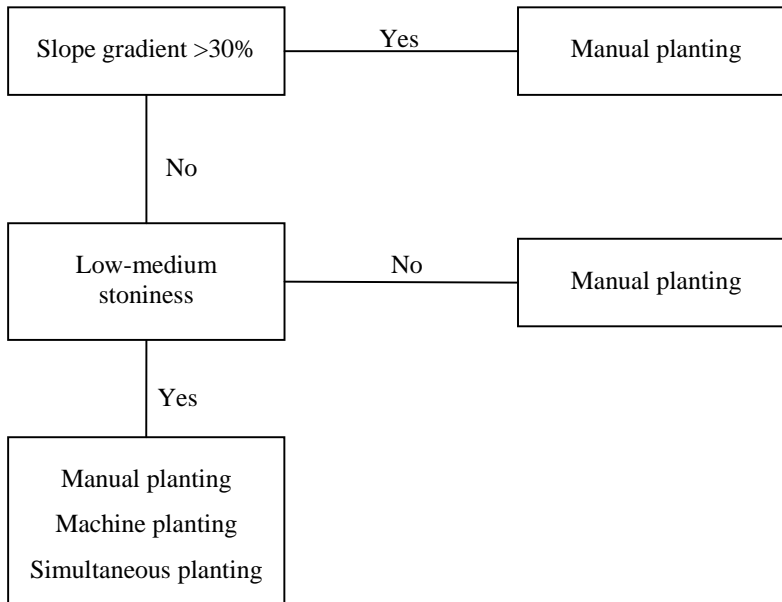 Slope gradient >30%
Yes
Manual planting
No
Low-medium
stoniness
No
Manual planting
Yes
Manual planting
Machine planting
Simultaneous planting